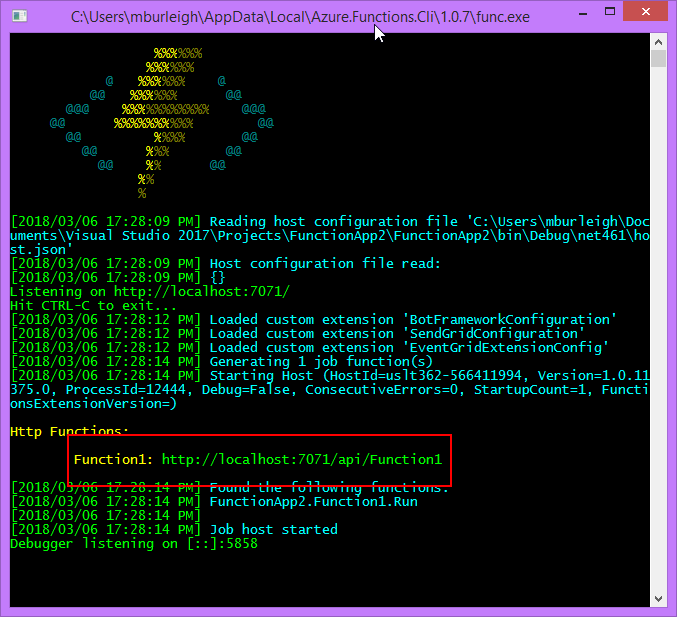 C:\Users\mburleigh\AppData\Local\Azure.Functions.Cli\1.0.7\func.exe
%%%%%%
%%%%%%
@ %%%%%% @
@@ %%%%%% @@
@@@ %%%%%%%%%%% @@@
@@ %%%%%%%%%% @@
@@ %%%% @@
@@ %%% @@
@@ %% @@
%%
%
[2018/03/06 17:28:09 PM] Reading host configuration file 'C:\Users\mburleigh\Doc
uments\Visual Studio 2017\Projects\FunctionApp2\FunctionApp2\bin\Debug\net461\ho
st.json'
[2018/03/06 17:28:09 PM] Host configuration file read:
[2018/03/06 17:28:09 PM] {}
Listening on http://localhost:7071/
Hit CTRL-C to exit...
[2018/03/06 17:28:12 PM] Loaded custom extension 'BotFrameworkConfiguration'
[2018/03/06 17:28:12 PM] Loaded custom extension 'SendGridConfiguration'
[2018/03/06 17:28:12 PM] Loaded custom extension 'EventGridExtensionConfig'
[2018/03/06 17:28:14 PM] Generating 1 job function(s)
[2018/03/06 17:28:14 PM] Starting Host (HostId=uslt362-566411994, Version=1.0.11
375.0, ProcessId=12444, Debug=False, ConsecutiveErrors=0, StartupCount=1, Functi
onsExtensionVersion=)
Http Functions:
Function1: http://localhost:7071/api/Function1
[2018/03/06 17:28:14 PM] Found the following functions:
[2018/03/06 17:28:14 PM] FunctionApp2.Function1.Run
[2018/03/06 17:28:14 PM]
[2018/03/06 17:28:14 PM] Job host started
Debugger listening on [::]:5858